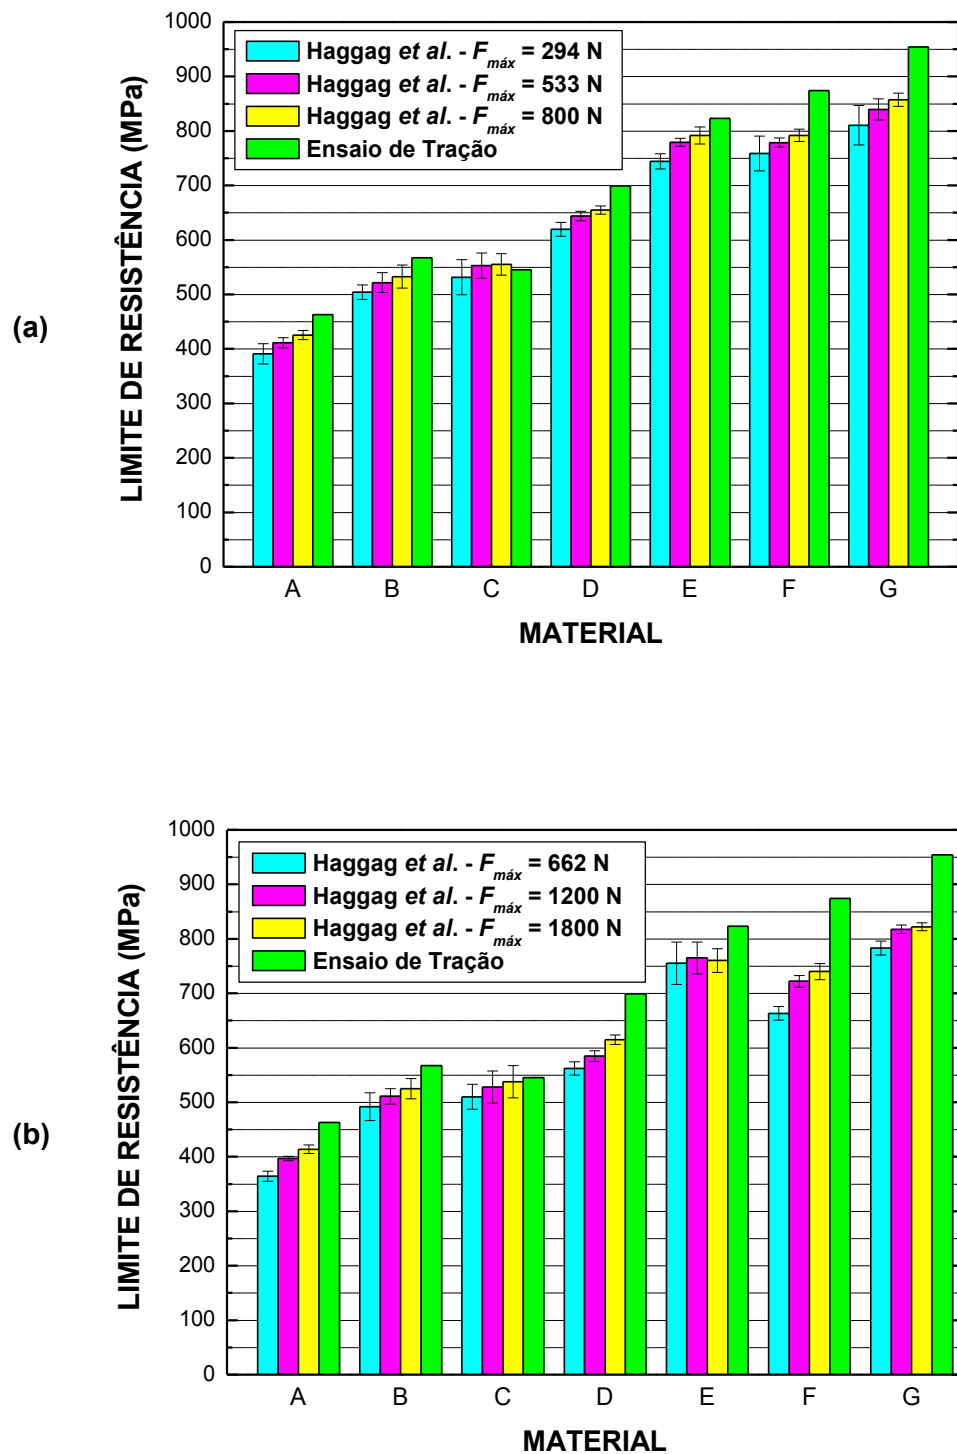 (a)
LIMITE DE RESISTÊNCIA (MPa)
1000
900
800
700
600
500
400
300
200
100
0
Haggag et al. - Fmáx = 294 N
Haggag et al. - Fmáx = 533 N
Haggag et al. - Fmáx = 800 N
Ensaio de Tração
A B C D E F G
MATERIAL
(b)
LIMITE DE RESISTÊNCIA (MPa)
1000
900
800
700
600
500
400
300
200
100
0
Haggag et al. - Fmáx = 662 N
Haggag et al. - Fmáx = 1200 N
Haggag et al. - Fmáx = 1800 N
Ensaio de Tração
A B C D E F G
MATERIAL